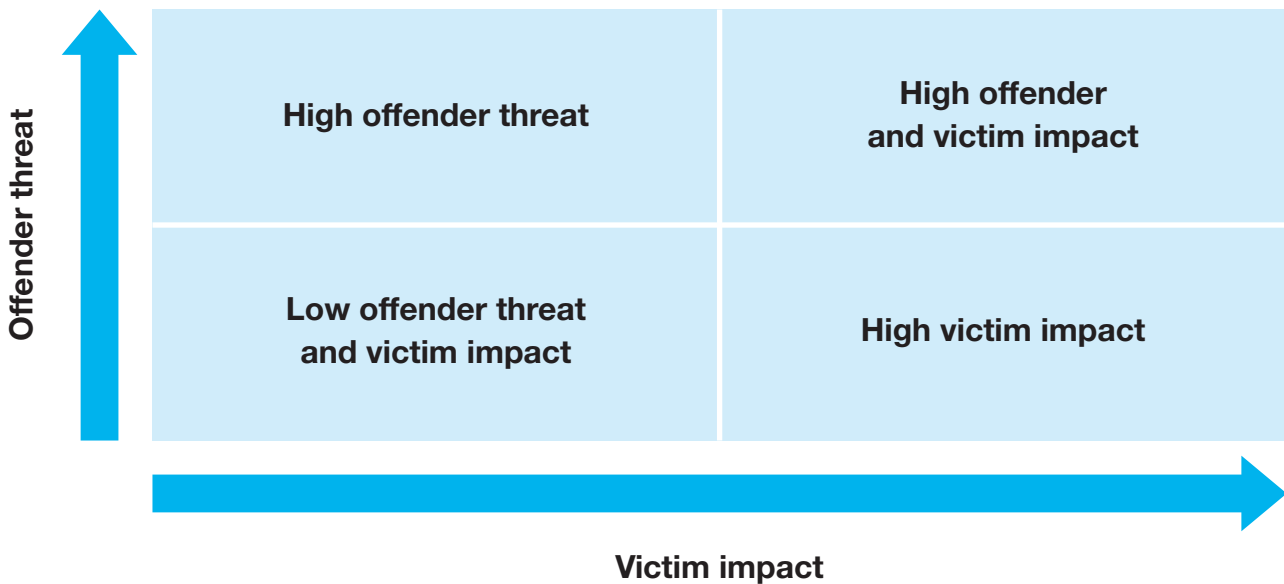 Offender threat
High offender threat
High offender
and victim impact
Low offender threat
and victim impact
High victim impact
Victim impact